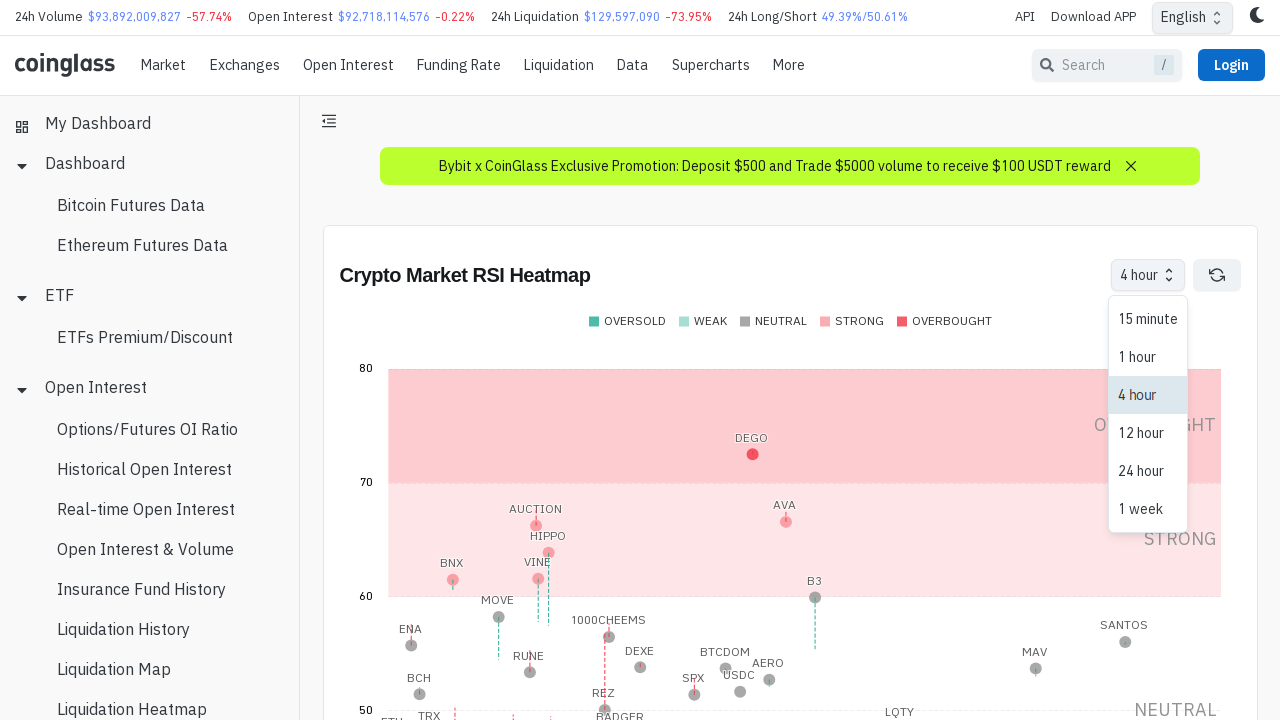 24h Volume $93,892,009,827 -57.74% Open Interest $92,718,114,576 -0.22% 24h Liquidation $129,597,090 -73.95% 24h Long/Short 49.39%/50.61% API Download APP English
coinglass Market Exchanges Open Interest Funding Rate Liquidation Data Supercharts More Search / Login
My Dashboard
Dashboard
Bitcoin Futures Data
Ethereum Futures Data
ETF
ETFs Premium/Discount
Open Interest
Options/Futures OI Ratio
Historical Open Interest
Real-time Open Interest
Open Interest & Volume
Insurance Fund History
Liquidation History
Liquidation Map
Liquidation Heatmap
Bybit x CoinGlass Exclusive Promotion: Deposit $500 and Trade $5000 volume to receive $100 USDT reward
Crypto Market RSI Heatmap
4 hour
15 minute
1 hour
4 hour
12 hour
24 hour
1 week
OVERSOLD WEAK NEUTRAL STRONG OVERBOUGHT
80
DEGO
70
AUCTION
AVA
HIPPO
STRONG
BNX
VINE
B3
60
MOVE
1000CHEEMS
ENA
SANTOS
RUNE
DEXE
BTCDOM
MAV
AERO
BCH
SPX
USDC
REZ
50
NEUTRAL
TRX
BADGER
LQTY